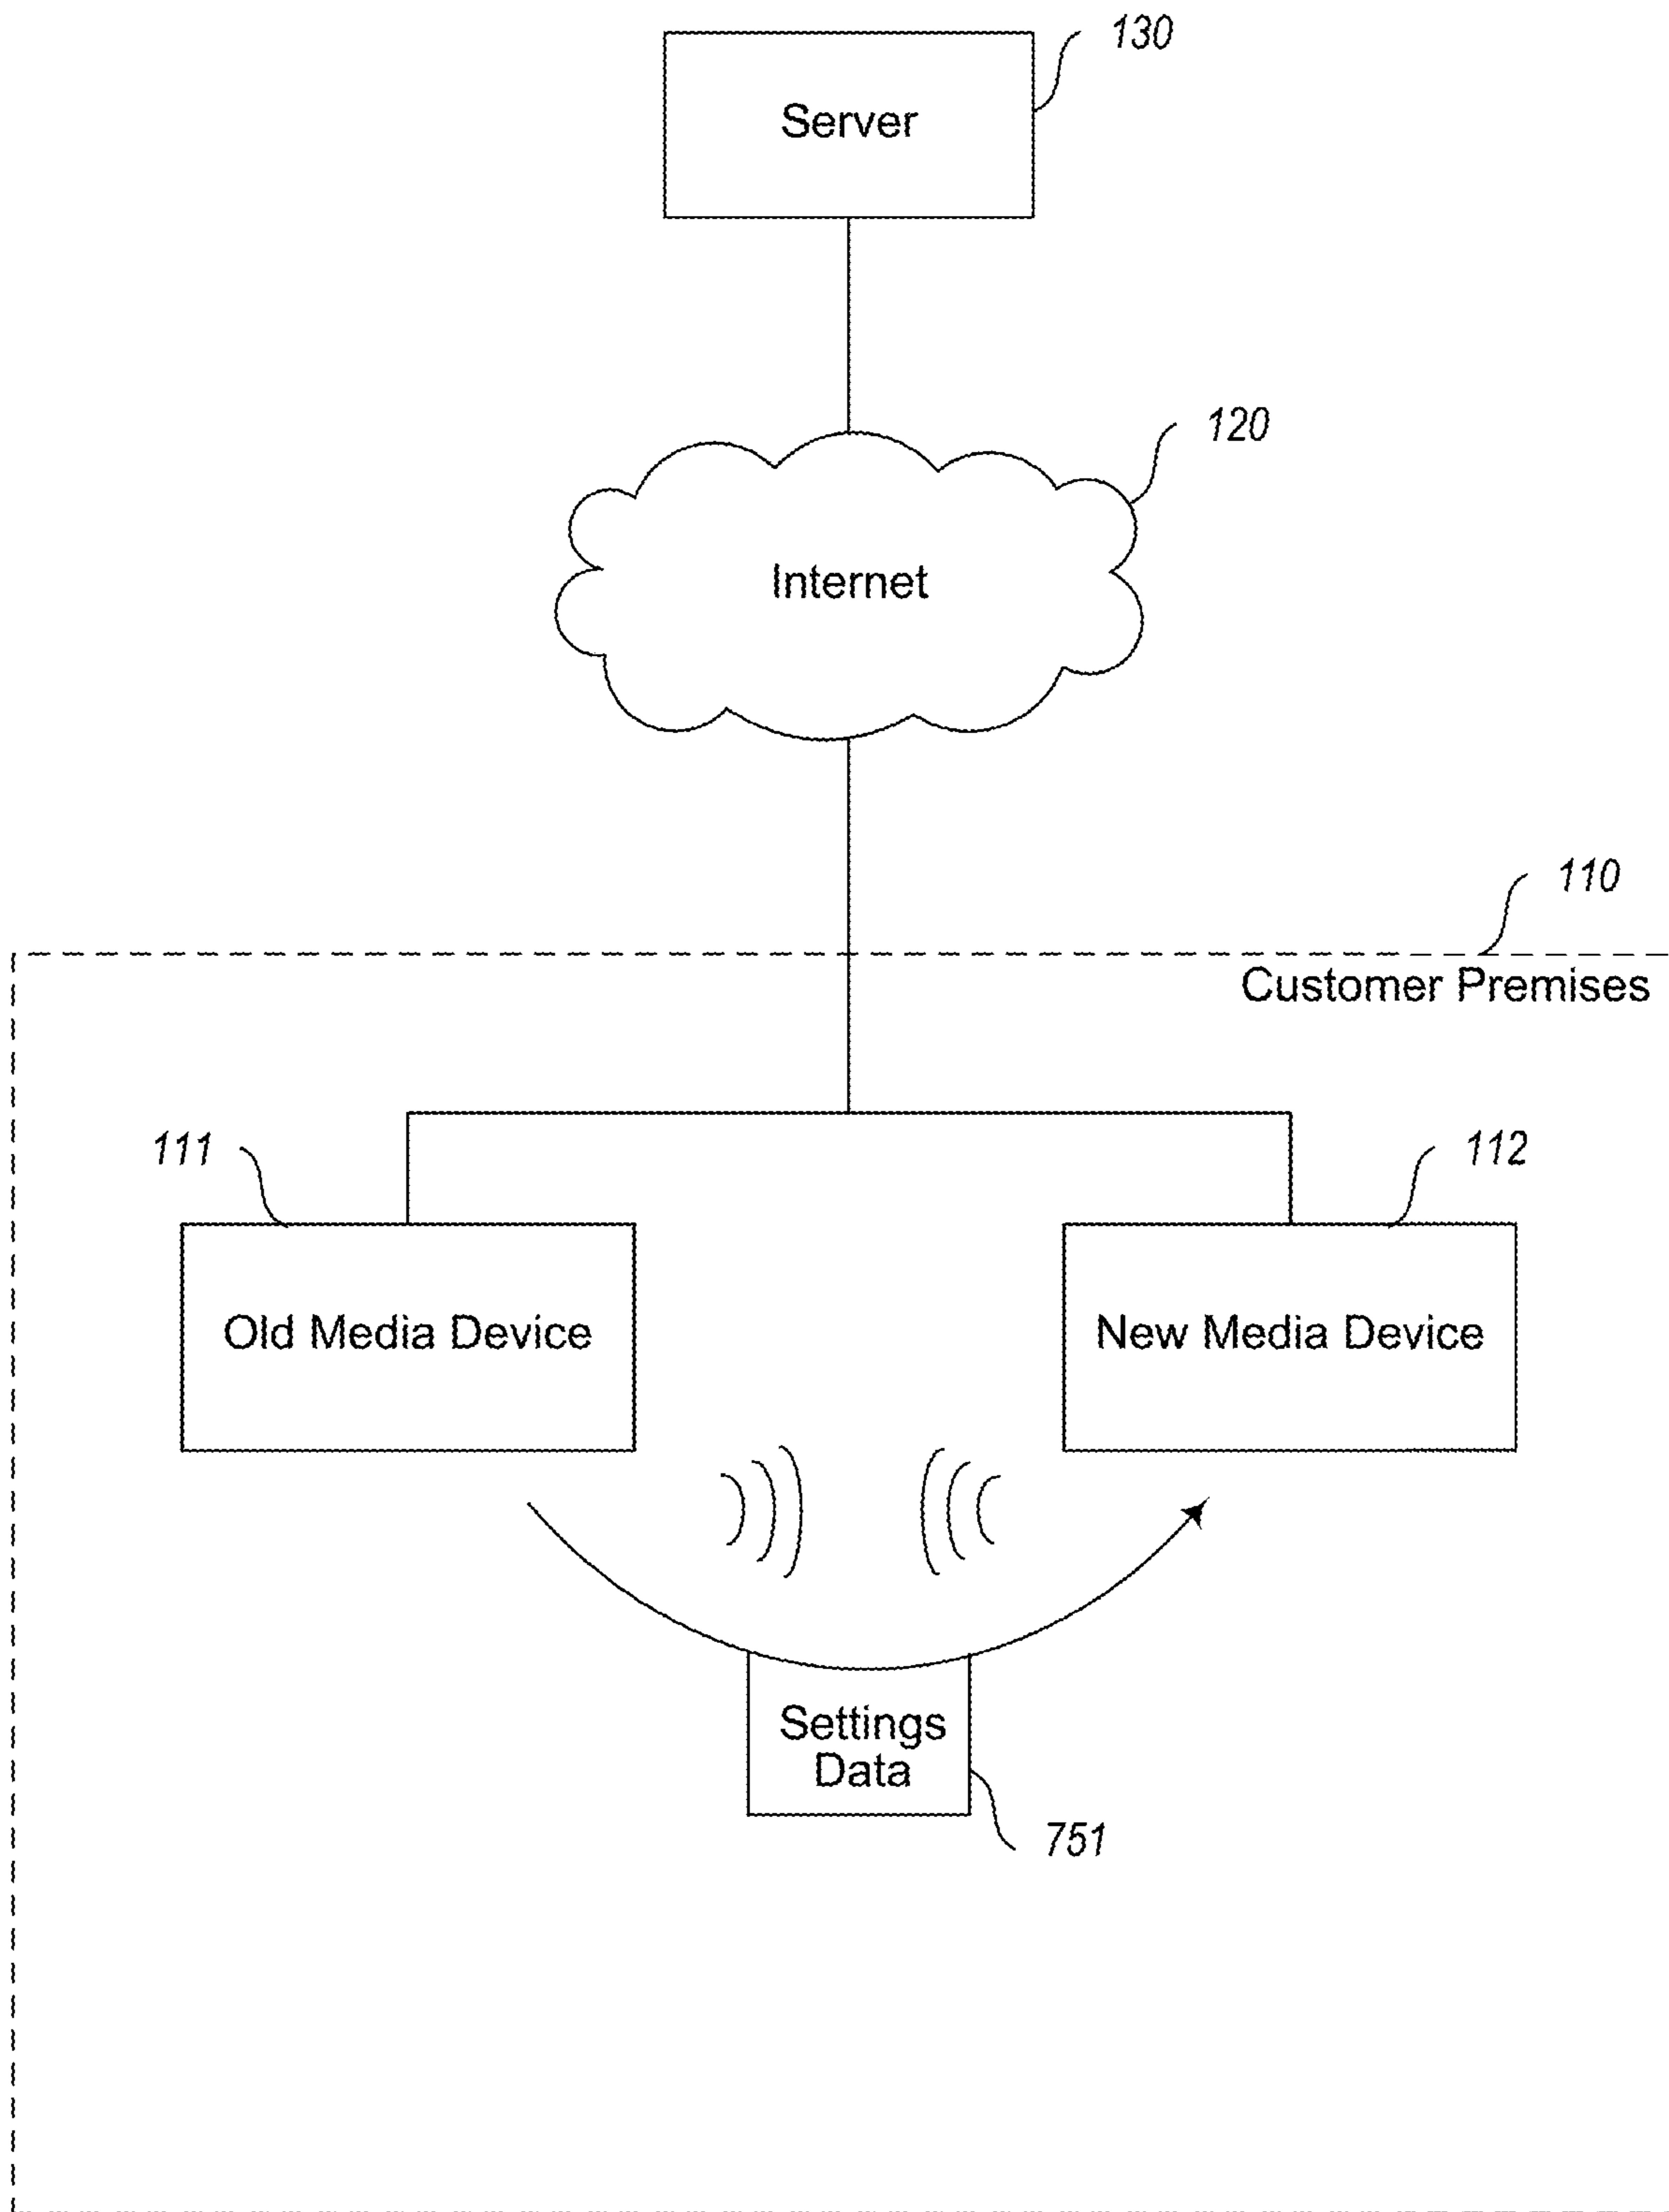 130
Server
120
Internet
110
Customer Premises
111
112
Old Media Device
New Media Device
Settings
Data
751